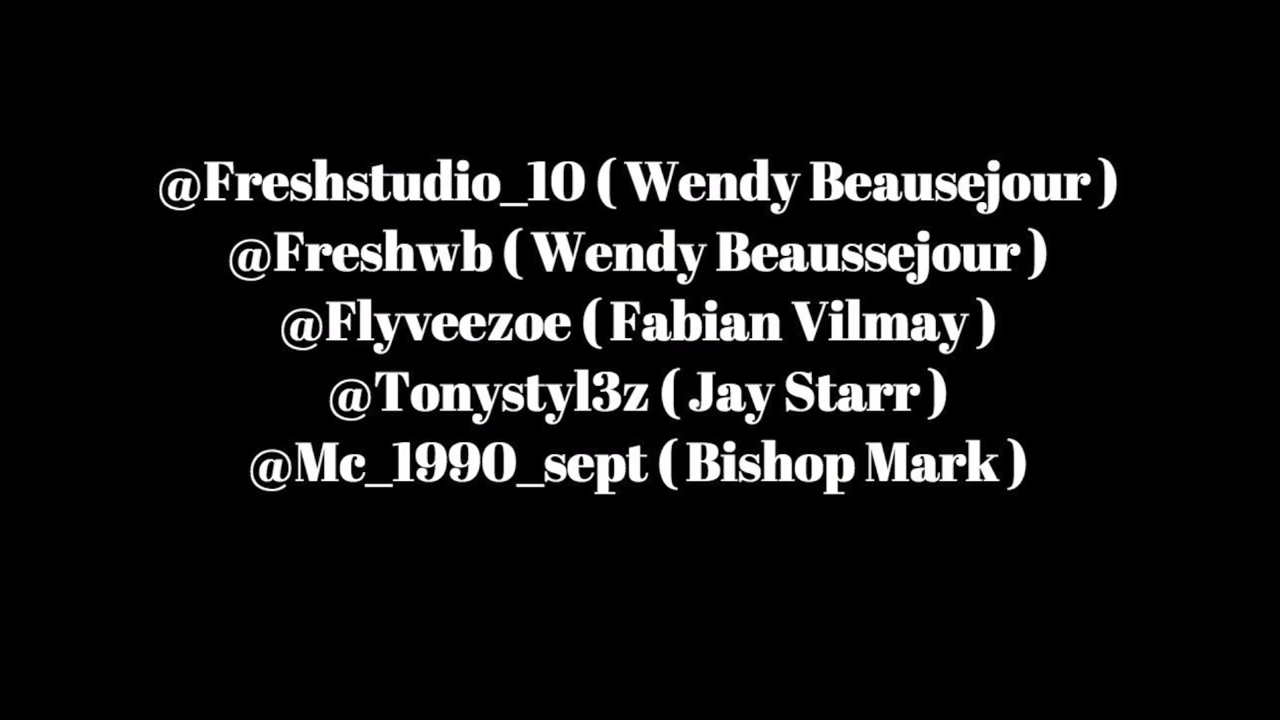 @Freshstudio_10 ( Wendy Beausejour )
@Freshwb ( Wendy Beaussejour )
@Flyveezoe ( Fabian Vilmay )
@Tonystyl3z ( Jay Starr )
@Mc_1990_sept ( Bishop Mark )